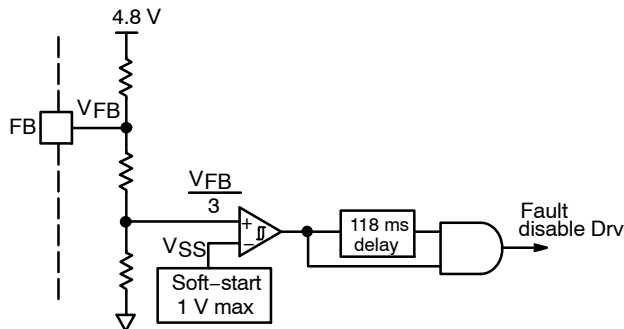 4.8 V
FB
VFB
VFB
3
+
−
VSS
Soft−start
1 V max
118 ms
delay
Fault
disable Drv